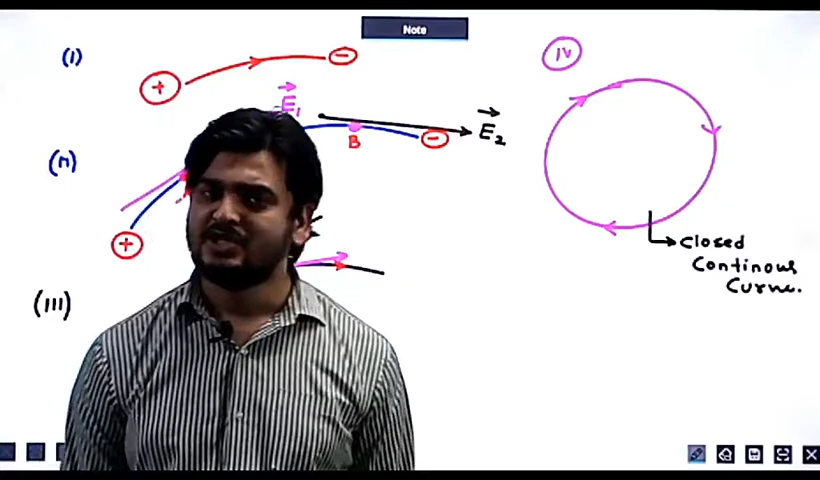 Note
(I)
+
−
E₁
E₂
B
−
(II)
+
(III)
IV
Closed
Continous
Curve.